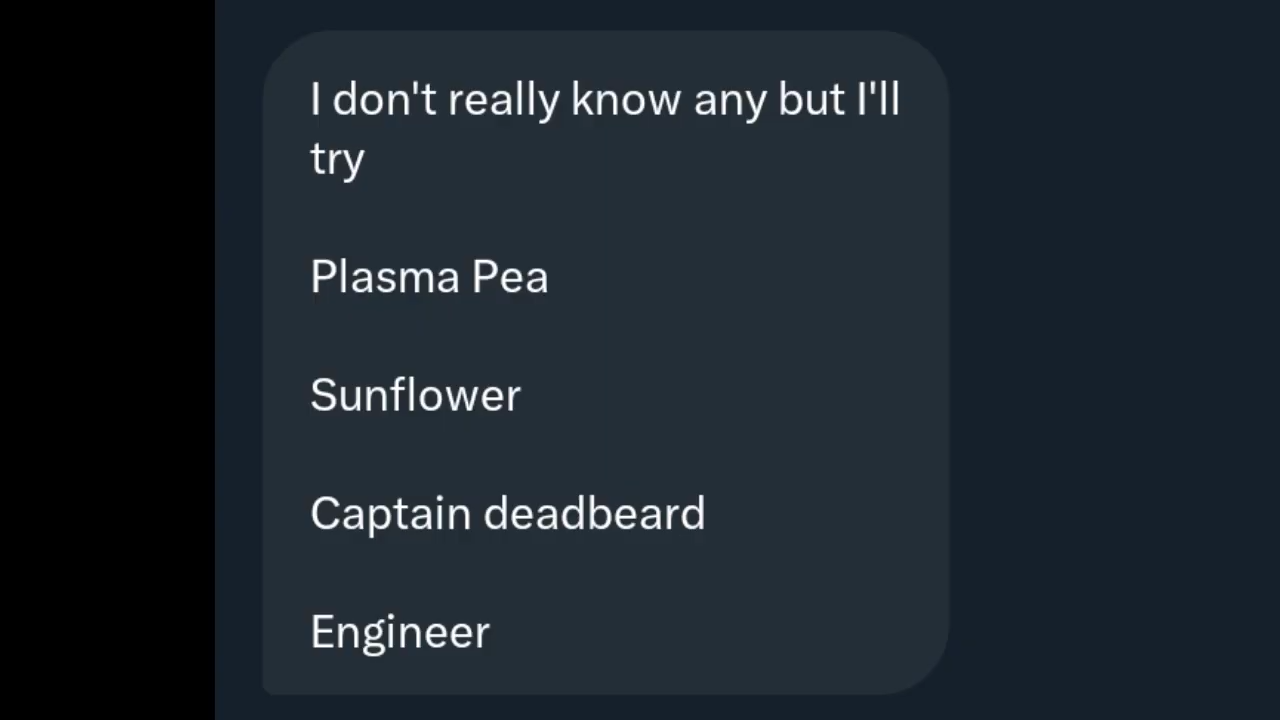 I don't really know any but I'll
try
Plasma Pea
Sunflower
Captain deadbeard
Engineer